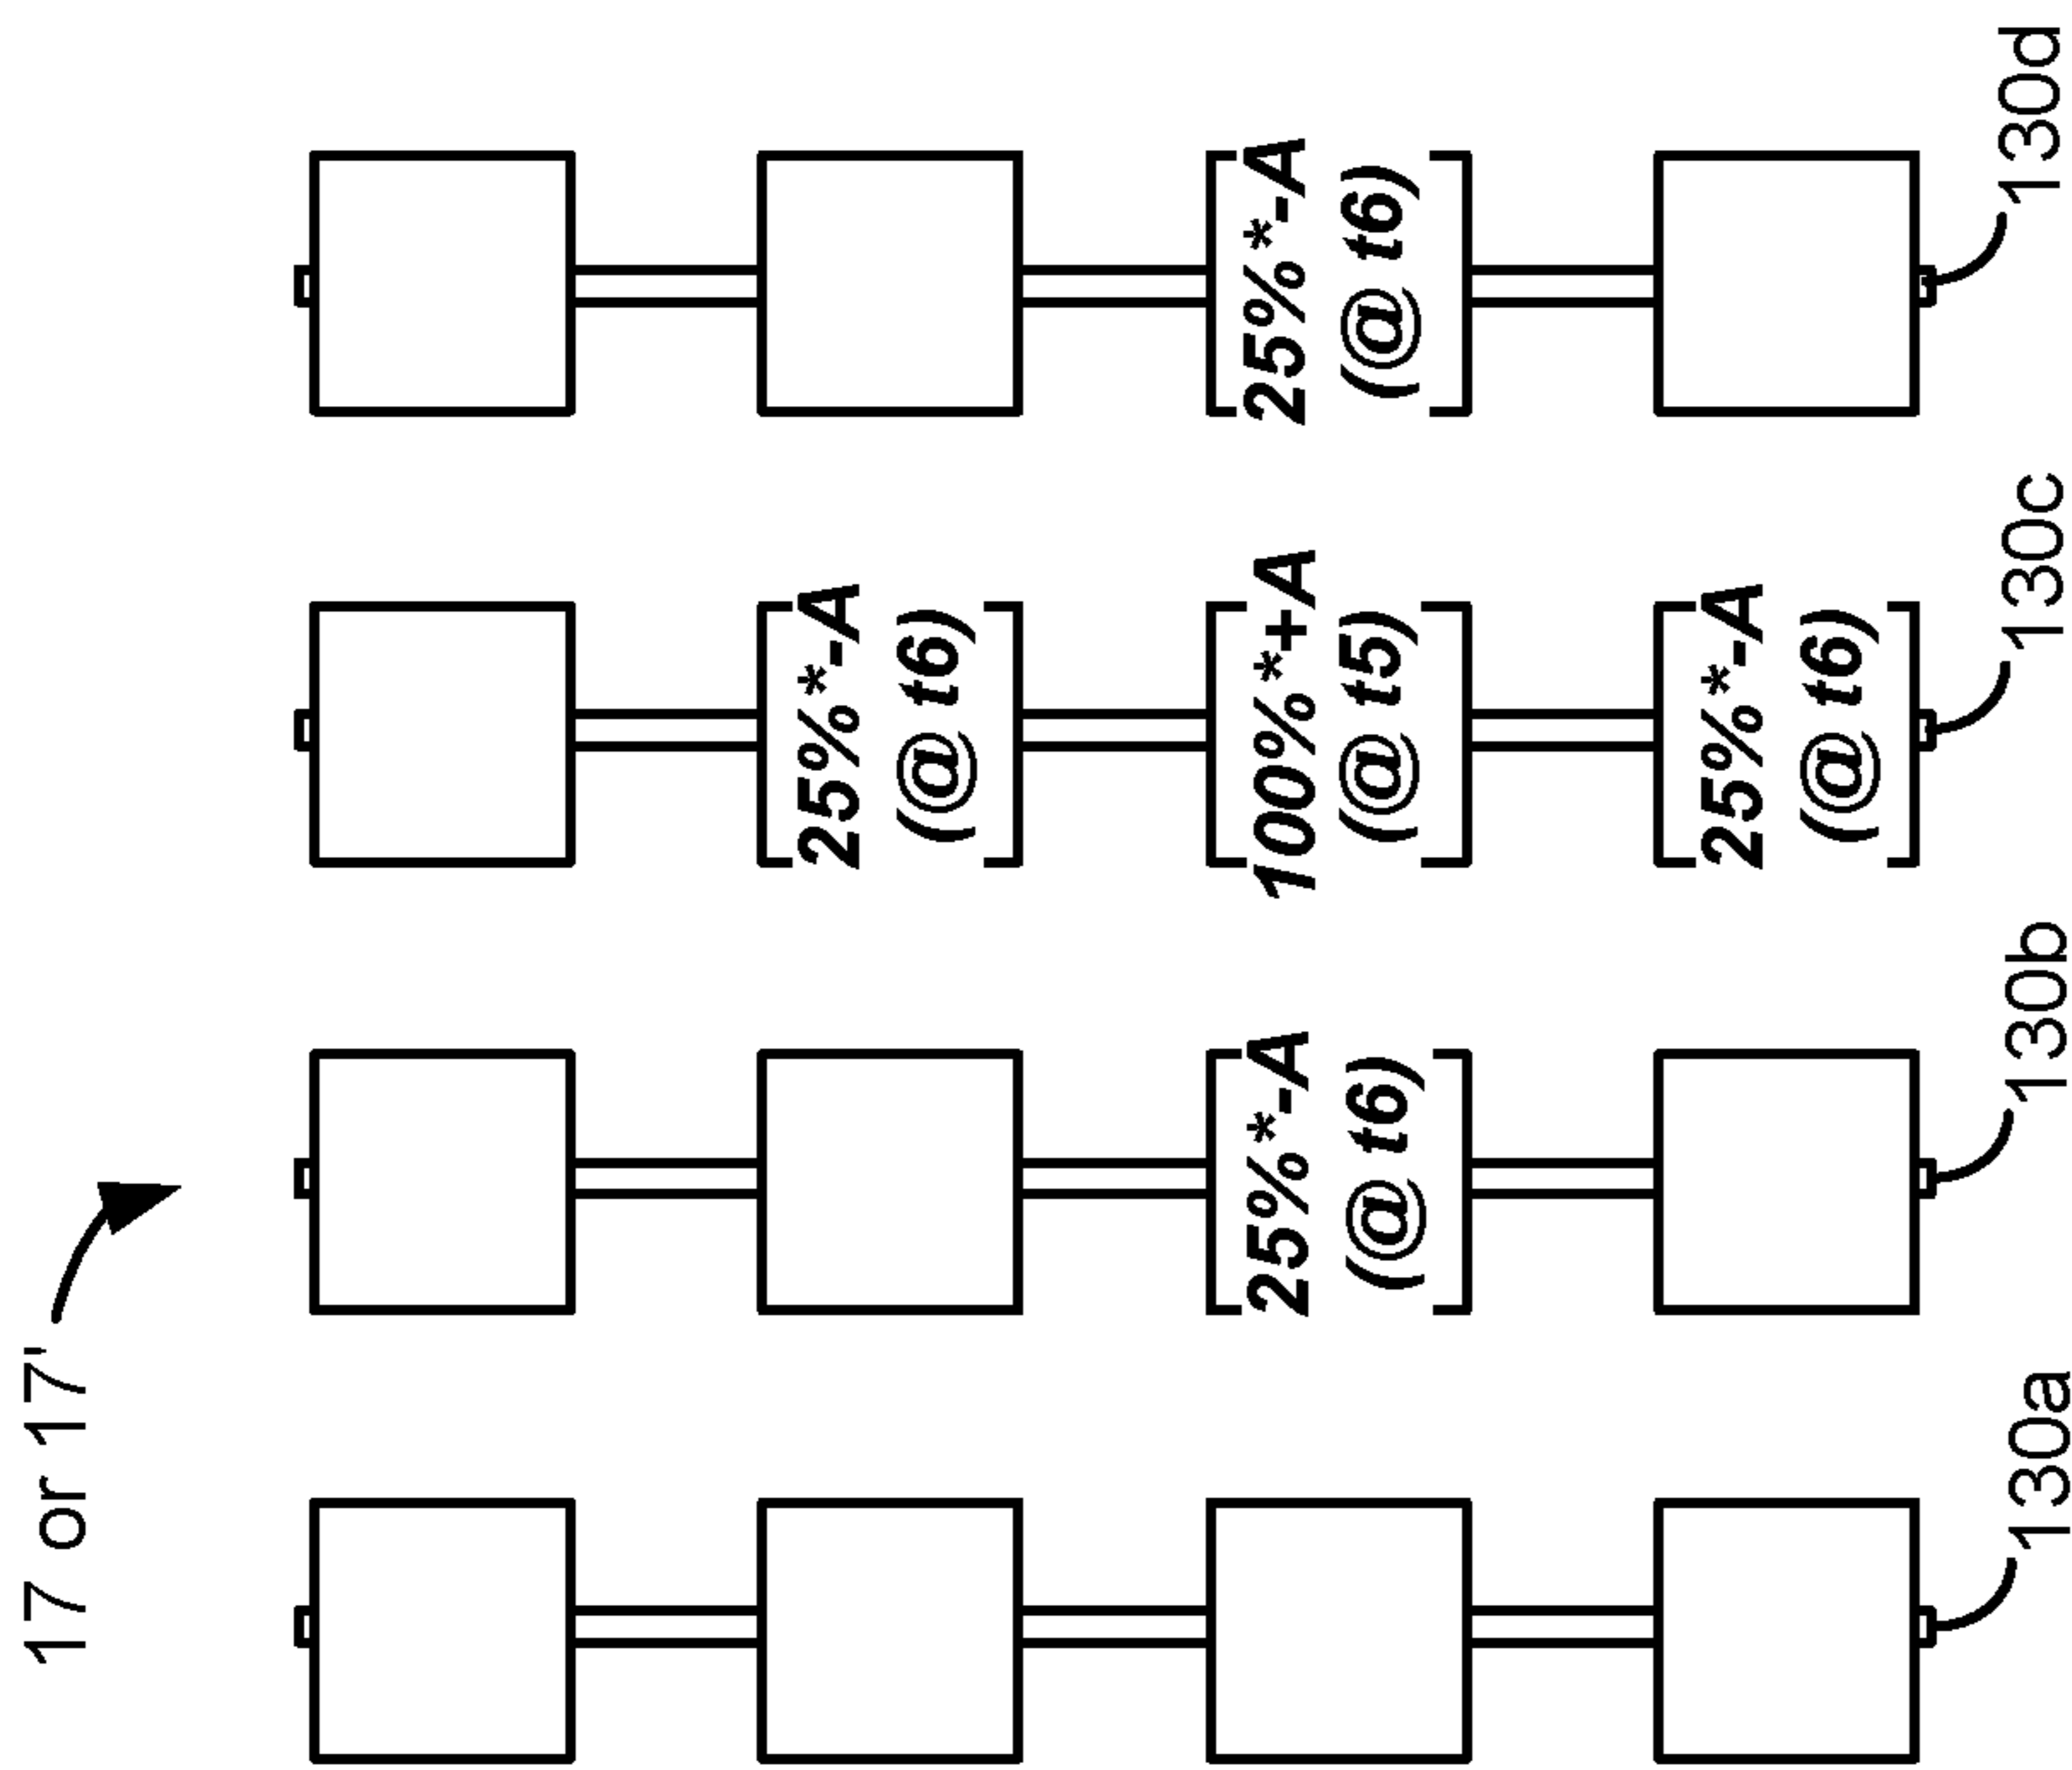 17 or 17'
25%*-A
(@ t6)
25%*-A
(@ t6)
100%*+A
(@ t5)
25%*-A
(@ t6)
25%*-A
(@ t6)
130a
130b
130c
130d